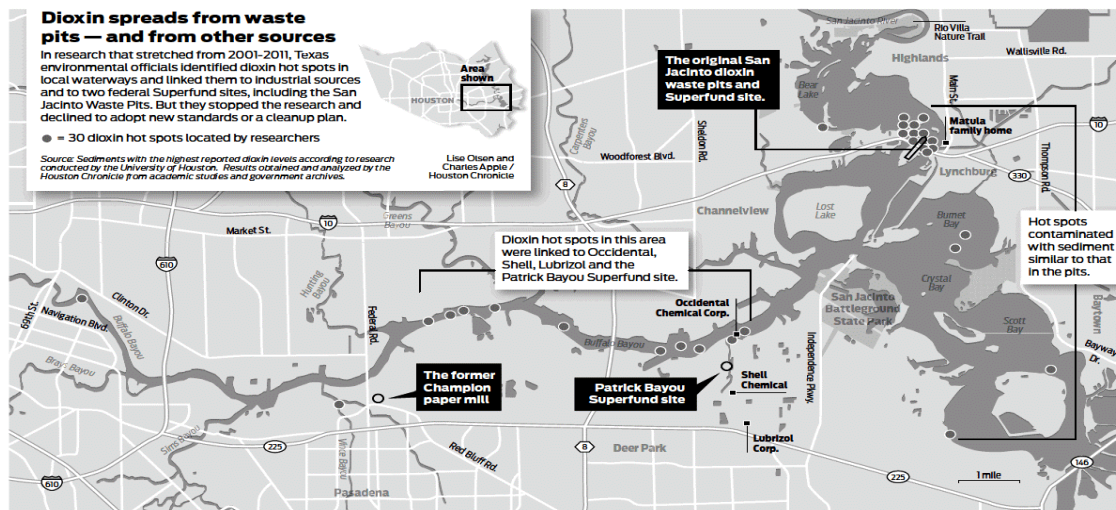 Dioxin spreads from waste
pits — and from other sources
In research that stretched from 2001-2011, Texas
environmental officials identified dioxin hot spots in
local waterways and linked them to industrial sources
and to two federal Superfund sites, including the San
Jacinto Waste Pits. But they stopped the research and
declined to adopt new standards or a cleanup plan.
= 30 dioxin hot spots located by researchers
Source: Sediments with the highest reported dioxin levels according to research
conducted by the University of Houston. Results obtained and analyzed by the
Houston Chronicle from academic studies and government archives.
Lise Olsen and
Charles Apple /
Houston Chronicle
Area
shown
HOUSTON
San Jacinto River
Rio Villa
Nature Trail
Wallisville Rd.
Highlands
The original San
Jacinto dioxin
waste pits and
Superfund site.
Bear
Lake
Main St.
Matula
family home
10
Thompson Rd.
330
Lynchburg
Sheldon Rd.
Woodforest Blvd.
Carpenters
Bayou
8
Channelview
Lost
Lake
Burnet
Bay
Hot spots
contaminated
with sediment
similar to that
in the pits.
Crystal
Bay
Scott
Bay
Baytown
Bayway
Dr.
San Jacinto
Battleground
State Park
Greens
Bayou
10
Market St.
610
Hunting
Bayou
Dioxin hot spots in this area
were linked to Occidental,
Shell, Lubrizol and the
Patrick Bayou Superfund site.
Occidental
Chemical Corp.
69th St.
Clinton Dr.
Navigation Blvd.
Buffalo
Bayou
Brays Bayou
Federal Rd.
Buffalo Bayou
Independence Pkwy.
The former
Champion
paper mill
Patrick Bayou
Superfund site
Shell
Chemical
Lubrizol
Corp.
Sims Bayou
225
Vince Bayou
Red Bluff Rd.
8
Deer Park
225
1 mile
146
610
Pasadena